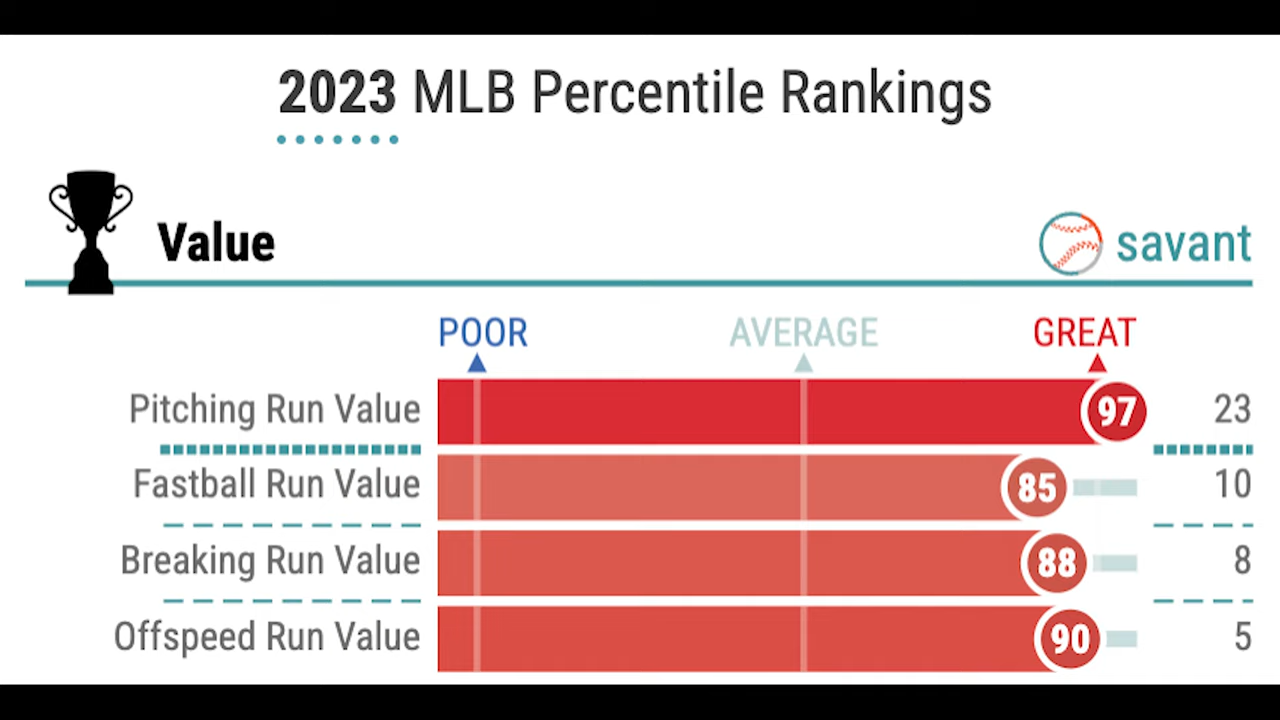 2023 MLB Percentile Rankings
Value
savant
POOR AVERAGE GREAT
Pitching Run Value 97 23
Fastball Run Value 85 10
Breaking Run Value 88 8
Offspeed Run Value 90 5